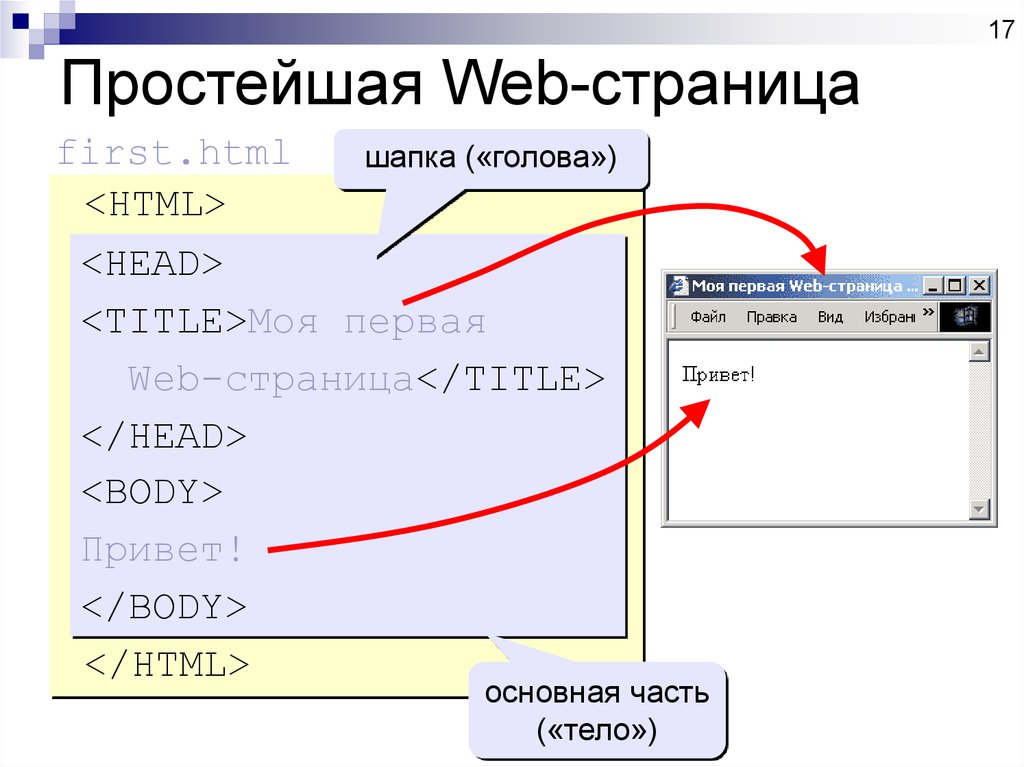 17
Простейшая Web-страница
first.html
шапка («голова»)
<HTML>
<HEAD>
<TITLE>Моя первая
Web-страница</TITLE>
</HEAD>
<BODY>
Привет!
</BODY>
</HTML>
Моя первая Web-страница ...
Файл Правка Вид Избран »
Привет!
основная часть
(«тело»)